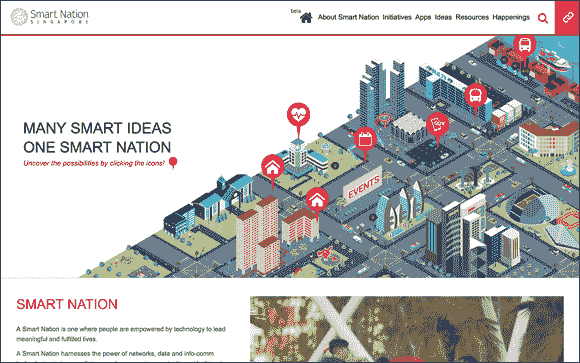 Smart Nation
SINGAPORE
beta
About Smart Nation Initiatives Apps Ideas Resources Happenings
MANY SMART IDEAS
ONE SMART NATION
Uncover the possibilities by clicking the icons!
EVENTS
GOV
SMART NATION
A Smart Nation is one where people are empowered by technology to lead
meaningful and fulfilled lives.
A Smart Nation harnesses the power of networks, data and info-comm